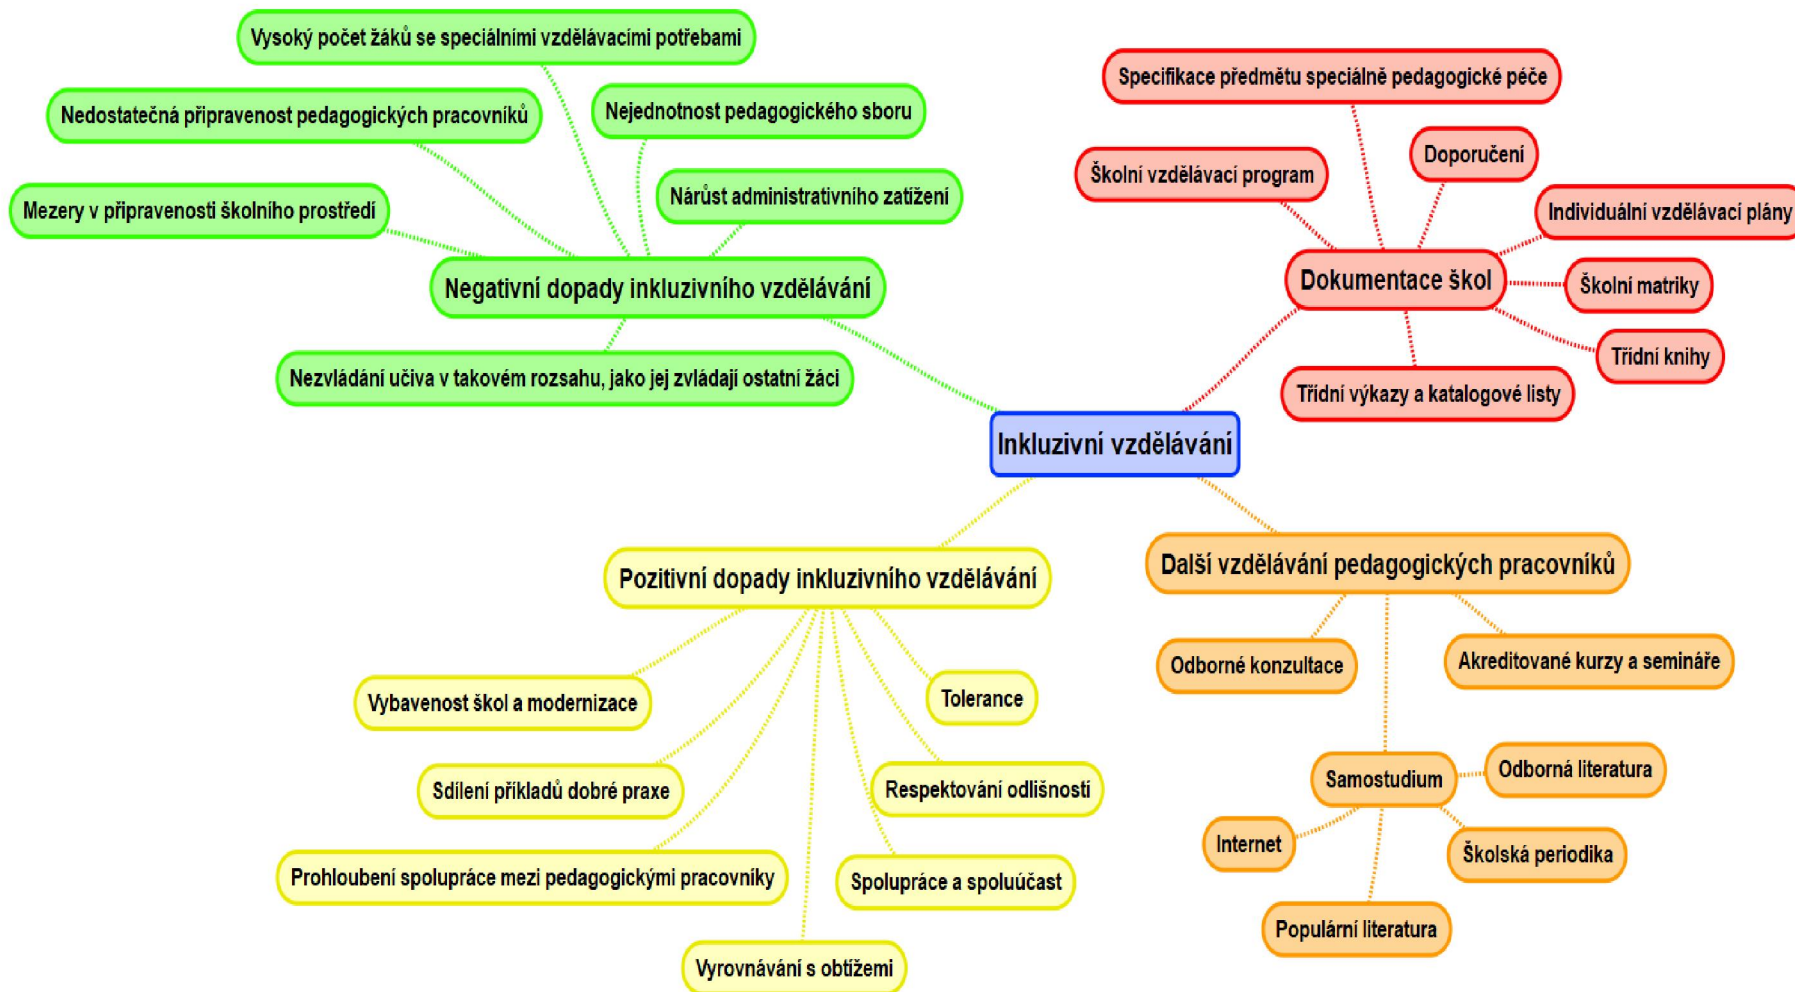 Vysoký počet žáků se speciálními vzdělávacími potřebami
Nedostatečná připravenost pedagogických pracovníků
Nejednotnost pedagogického sboru
Mezery v připravenosti školního prostředí
Nárůst administrativního zatížení
Negativní dopady inkluzivního vzdělávání
Nezvládání učiva v takovém rozsahu, jako jej zvládají ostatní žáci
Specifikace předmětu speciálně pedagogické péče
Školní vzdělávací program
Doporučení
Individuální vzdělávací plány
Dokumentace škol
Školní matriky
Třídní knihy
Třídní výkazy a katalogové listy
Inkluzivní vzdělávání
Pozitivní dopady inkluzivního vzdělávání
Vybavenost škol a modernizace
Tolerance
Sdílení příkladů dobré praxe
Respektování odlišností
Prohloubení spolupráce mezi pedagogickými pracovníky
Spolupráce a spoluúčast
Vyrovnávání s obtížemi
Další vzdělávání pedagogických pracovníků
Odborné konzultace
Akreditované kurzy a semináře
Samostudium
Odborná literatura
Internet
Školská periodika
Populární literatura